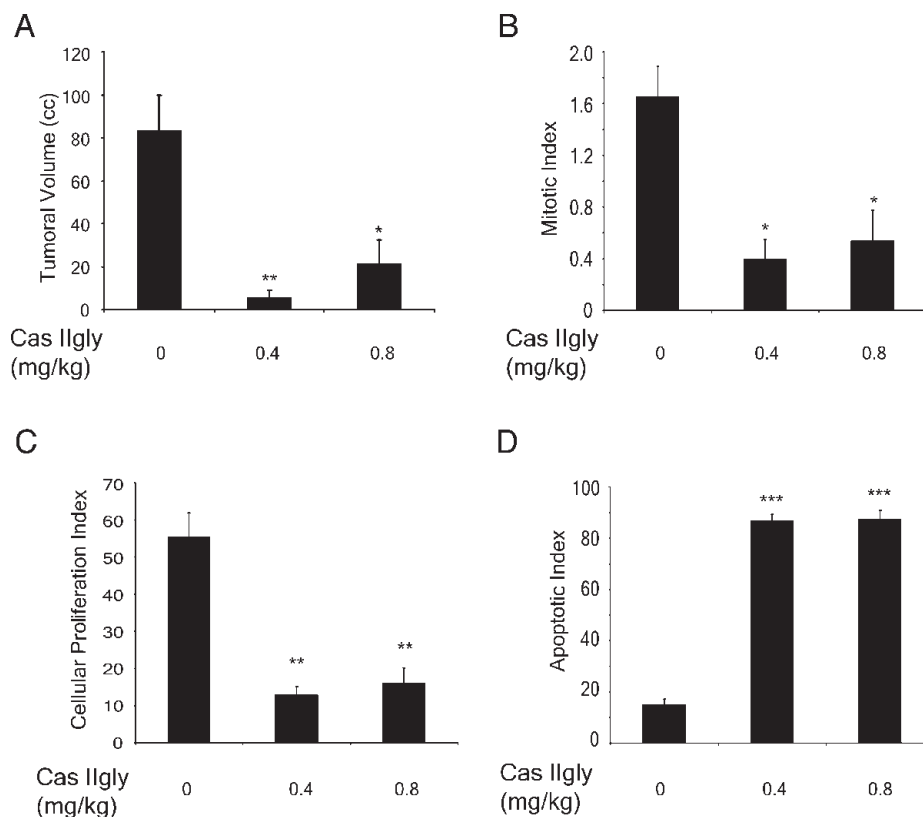 A
Tumoral Volume (cc)
120
100
80
60
40
20
0
**
*
Cas IIgly
(mg/kg)
0 0.4 0.8
B
Mitotic Index
2.0
1.6
1.2
0.8
0.4
0
*
*
Cas IIgly
(mg/kg)
0 0.4 0.8
C
Cellular Proliferation Index
70
60
50
40
30
20
10
0
**
**
Cas IIgly
(mg/kg)
0 0.4 0.8
D
Apoptotic Index
100
80
60
40
20
0
***
***
Cas IIgly
(mg/kg)
0 0.4 0.8